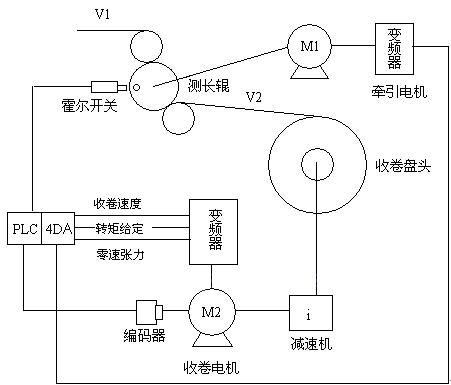 V1
M1
变频器
测长辊
V2
牵引电机
霍尔开关
收卷盘头
收卷速度
变频器
PLC
4DA
转矩给定
零速张力
M2
i
编码器
减速机
收卷电机